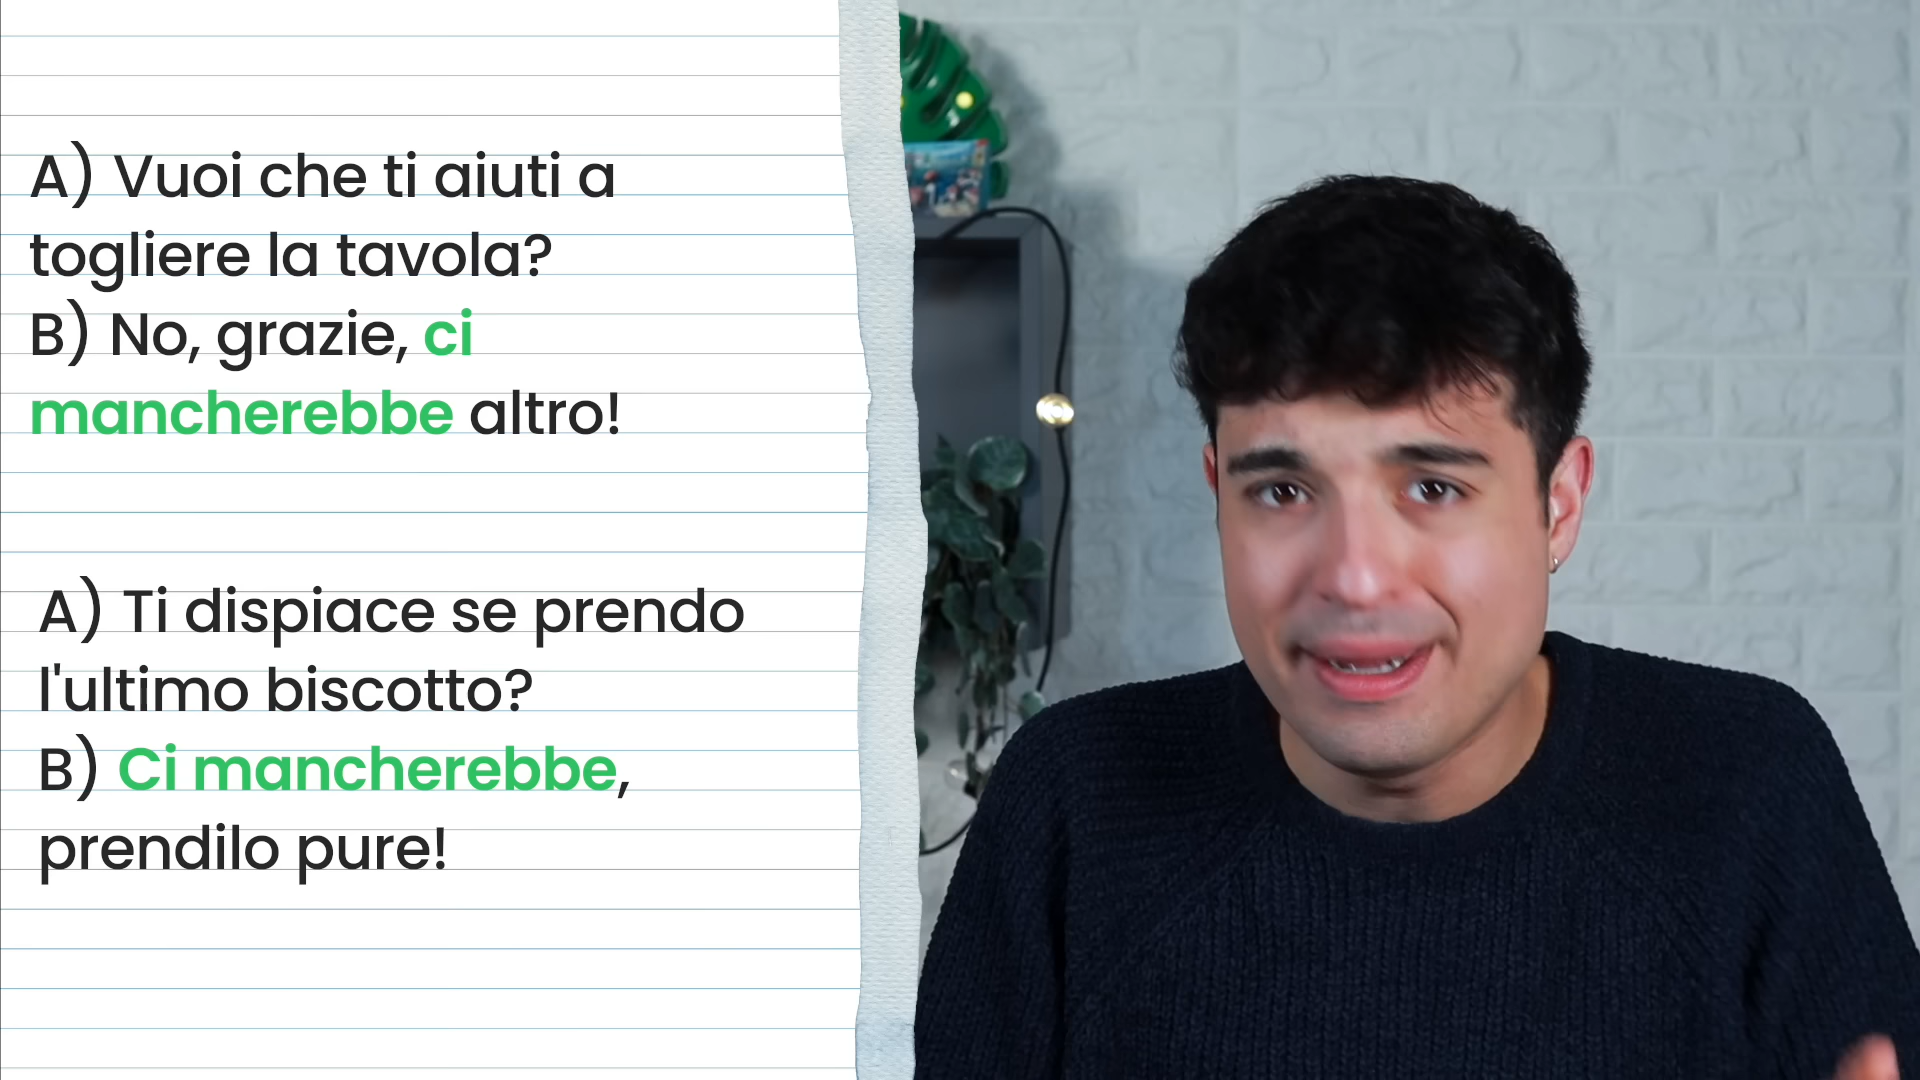 A) Vuoi che ti aiuti a
togliere la tavola?
B) No, grazie, ci
mancherebbe altro!
A) Ti dispiace se prendo
l'ultimo biscotto?
B) Ci mancherebbe,
prendilo pure!